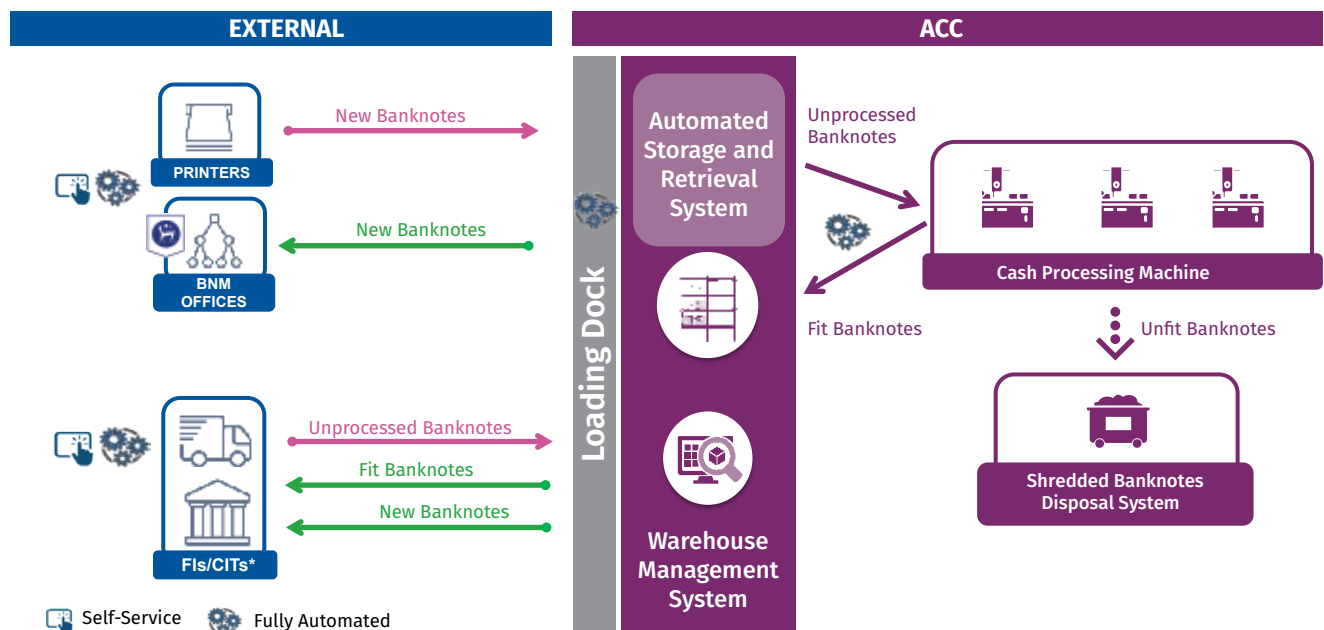 EXTERNAL
ACC
PRINTERS
New Banknotes
BNM
OFFICES
New Banknotes
FIs/CITs*
Unprocessed Banknotes
Fit Banknotes
New Banknotes
Self-Service
Fully Automated
Loading Dock
Automated
Storage and
Retrieval
System
Warehouse
Management
System
Unprocessed
Banknotes
Fit Banknotes
Cash Processing Machine
Unfit Banknotes
Shredded Banknotes
Disposal System